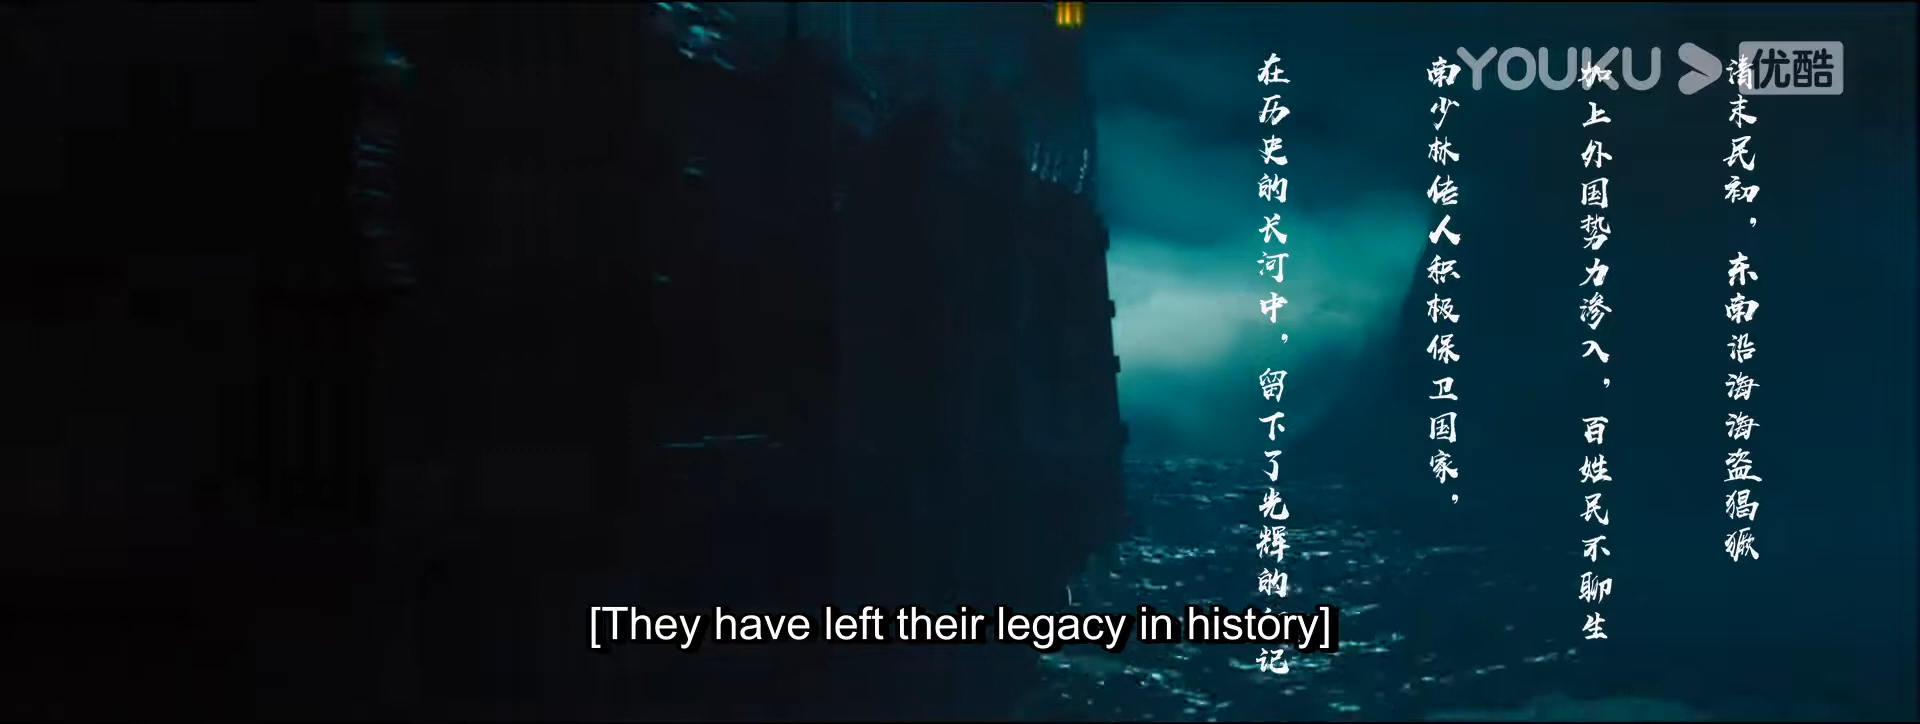 YOUKU 优酷
清末民初，东南沿海海盗猖獗
加上外国势力渗入，百姓民不聊生
南少林传人积极保卫国家，
在历史的长河中，留下了光辉的记
[They have left their legacy in history]